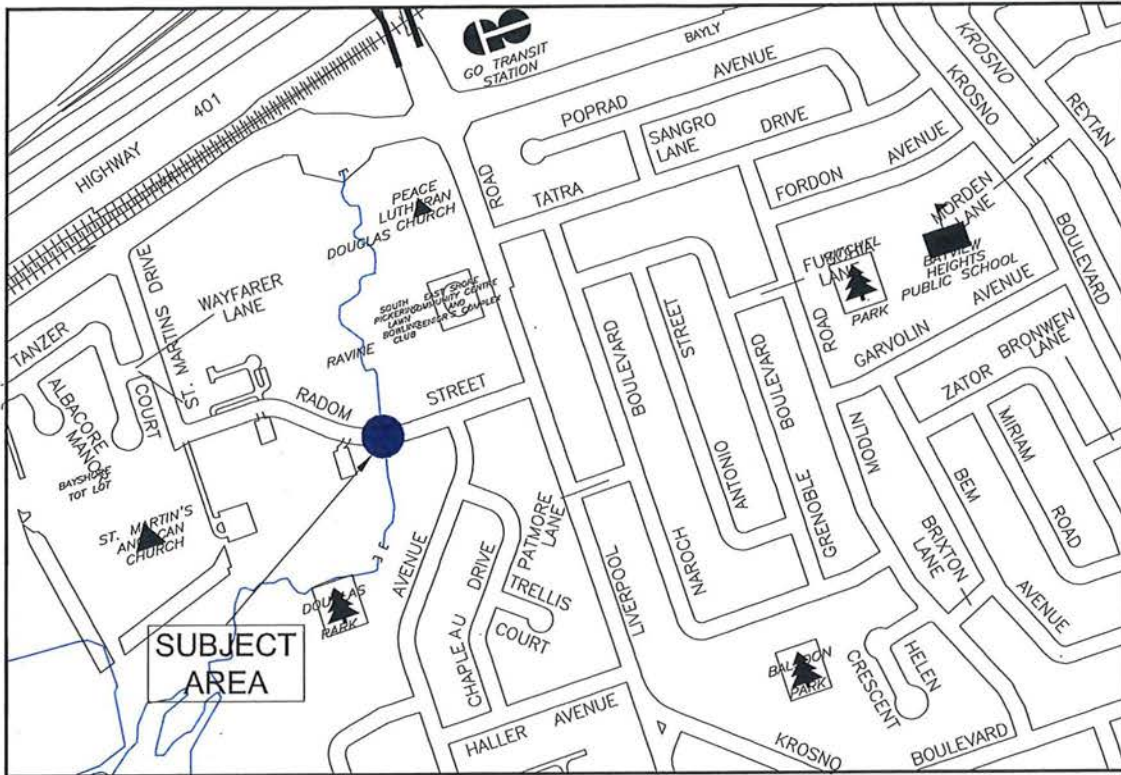 GO TRANSIT
STATION
BAYLY
KROSNO
KROSNO
REYTAN
401
HIGHWAY
POPRAD
AVENUE
SANGRO
LANE
DRIVE
FORDON
AVENUE
ROAD
TATRA
PEACE
LUTHERAN
CHURCH
DOUGLAS
MORDEN
LANE
BOULEVARD
ST. MARTINS DRIVE
WAYFARER
LANE
EAST SHORE
COMMUNITY CENTRE
AND
SENIOR'S COMPLEX
SOUTH
PICKERING
LAWN
BOWLING
CLUB
RAVINE
LANE
PARK
BAYVIEW
HEIGHTS
PUBLIC SCHOOL
ROAD
GARVOLIN
AVENUE
TANZER
COURT
ALBACORE
MANOR
BAYSHORE
TOT LOT
RADOM
STREET
BOULEVARD
STREET
BOULEVARD
ANTONIO
GRENOBLE
NAROCH
LIVERPOOL
MODLIN
ZATOR
BRONWEN
LANE
MIRIAM
ROAD
BEM
AVENUE
BRIXTON
LANE
ST. MARTIN'S
ANGLICAN
CHURCH
PATMORE
LANE
AVENUE
CHAPLEAU
DRIVE
TRELLIS
COURT
DOUGLAS
PARK
SUBJECT
AREA
HALLER
AVENUE
BALSDON
PARK
HELEN
CRESCENT
KROSNO
BOULEVARD